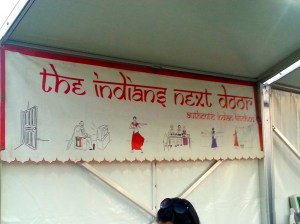 the indians next door
authentic indian kitchen